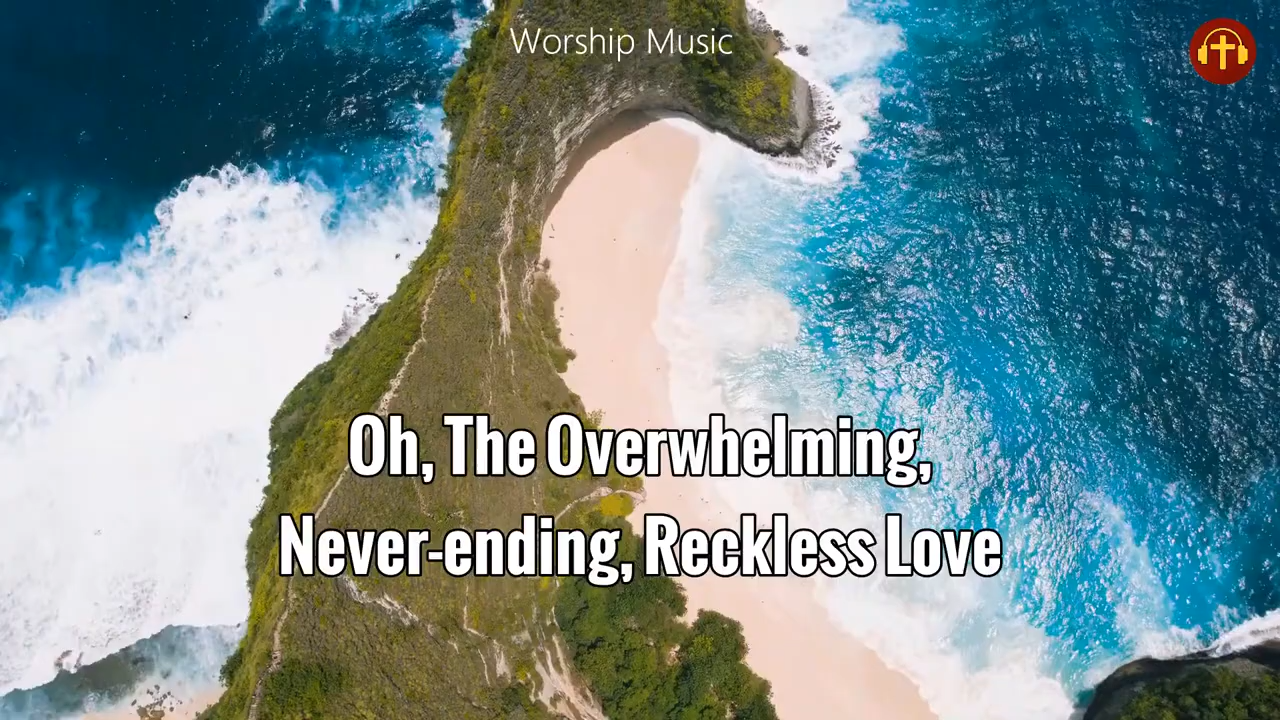 Worship Music
Oh, The Overwhelming,
Never-ending, Reckless Love